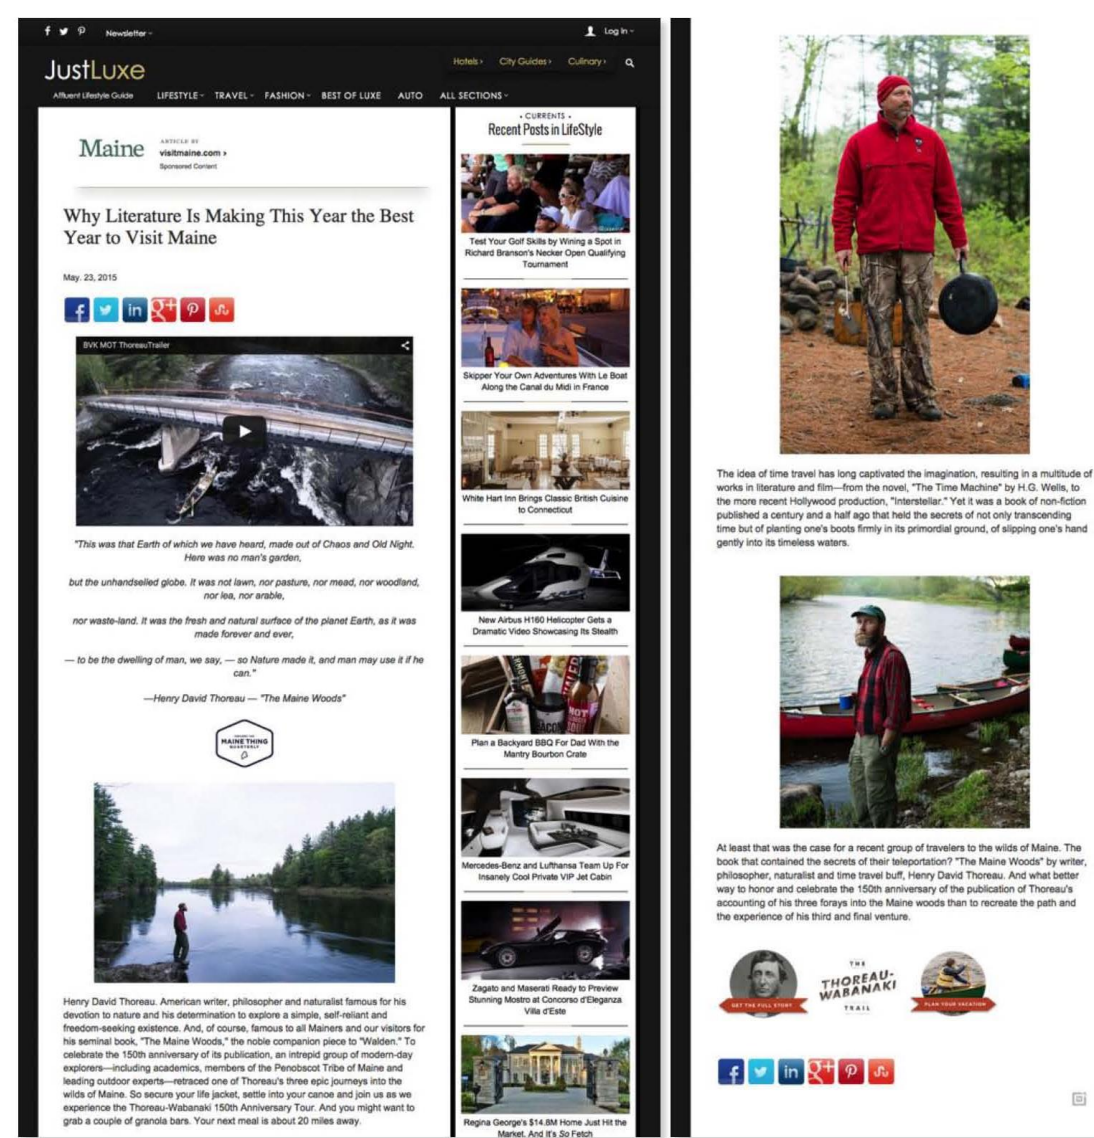 Newsletter
Log In
JustLuxe
Hotels › City Guides › Culinary ›
Affluent Lifestyle Guide
LIFESTYLE TRAVEL FASHION BEST OF LUXE AUTO ALL SECTIONS
Maine
ARTICLE BY
visitmaine.com ›
Sponsored Content
Why Literature Is Making This Year the Best
Year to Visit Maine
May. 23, 2015
BVK MOT ThoreauTrailer
"This was that Earth of which we have heard, made out of Chaos and Old Night.
Here was no man's garden,
but the unhandselled globe. It was not lawn, nor pasture, nor mead, nor woodland,
nor lea, nor arable,
nor waste-land. It was the fresh and natural surface of the planet Earth, as it was
made forever and ever,
— to be the dwelling of man, we say, — so Nature made it, and man may use it if he
can."
—Henry David Thoreau — "The Maine Woods"
MAINE THING
QUARTERLY
Henry David Thoreau. American writer, philosopher and naturalist famous for his
devotion to nature and his determination to explore a simple, self-reliant and
freedom-seeking existence. And, of course, famous to all Mainers and our visitors for
his seminal book, "The Maine Woods," the noble companion piece to "Walden." To
celebrate the 150th anniversary of its publication, an intrepid group of modern-day
explorers—including academics, members of the Penobscot Tribe of Maine and
leading outdoor experts—retraced one of Thoreau's three epic journeys into the
wilds of Maine. So secure your life jacket, settle into your canoe and join us as we
experience the Thoreau-Wabanaki 150th Anniversary Tour. And you might want to
grab a couple of granola bars. Your next meal is about 20 miles away.
• CURRENTS •
Recent Posts in LifeStyle
Test Your Golf Skills by Wining a Spot in
Richard Branson's Necker Open Qualifying
Tournament
Skipper Your Own Adventures With Le Boat
Along the Canal du Midi in France
White Hart Inn Brings Classic British Cuisine
to Connecticut
New Airbus H160 Helicopter Gets a
Dramatic Video Showcasing Its Stealth
Plan a Backyard BBQ For Dad With the
Mantry Bourbon Crate
Mercedes-Benz and Lufthansa Team Up For
Insanely Cool Private VIP Jet Cabin
Zagato and Maserati Ready to Preview
Stunning Mostro at Concorso d'Eleganza
Villa d'Este
Regina George's $14.8M Home Just Hit the
Market, And It's So Fetch
The idea of time travel has long captivated the imagination, resulting in a multitude of
works in literature and film—from the novel, "The Time Machine" by H.G. Wells, to
the more recent Hollywood production, "Interstellar." Yet it was a book of non-fiction
published a century and a half ago that held the secrets of not only transcending
time but of planting one's boots firmly in its primordial ground, of slipping one's hand
gently into its timeless waters.
At least that was the case for a recent group of travelers to the wilds of Maine. The
book that contained the secrets of their teleportation? "The Maine Woods" by writer,
philosopher, naturalist and time travel buff, Henry David Thoreau. And what better
way to honor and celebrate the 150th anniversary of the publication of Thoreau's
accounting of his three forays into the Maine woods than to recreate the path and
the experience of his third and final venture.
GET THE FULL STORY
THE
THOREAU-
WABANAKI
TRAIL
PLAN YOUR VACATION